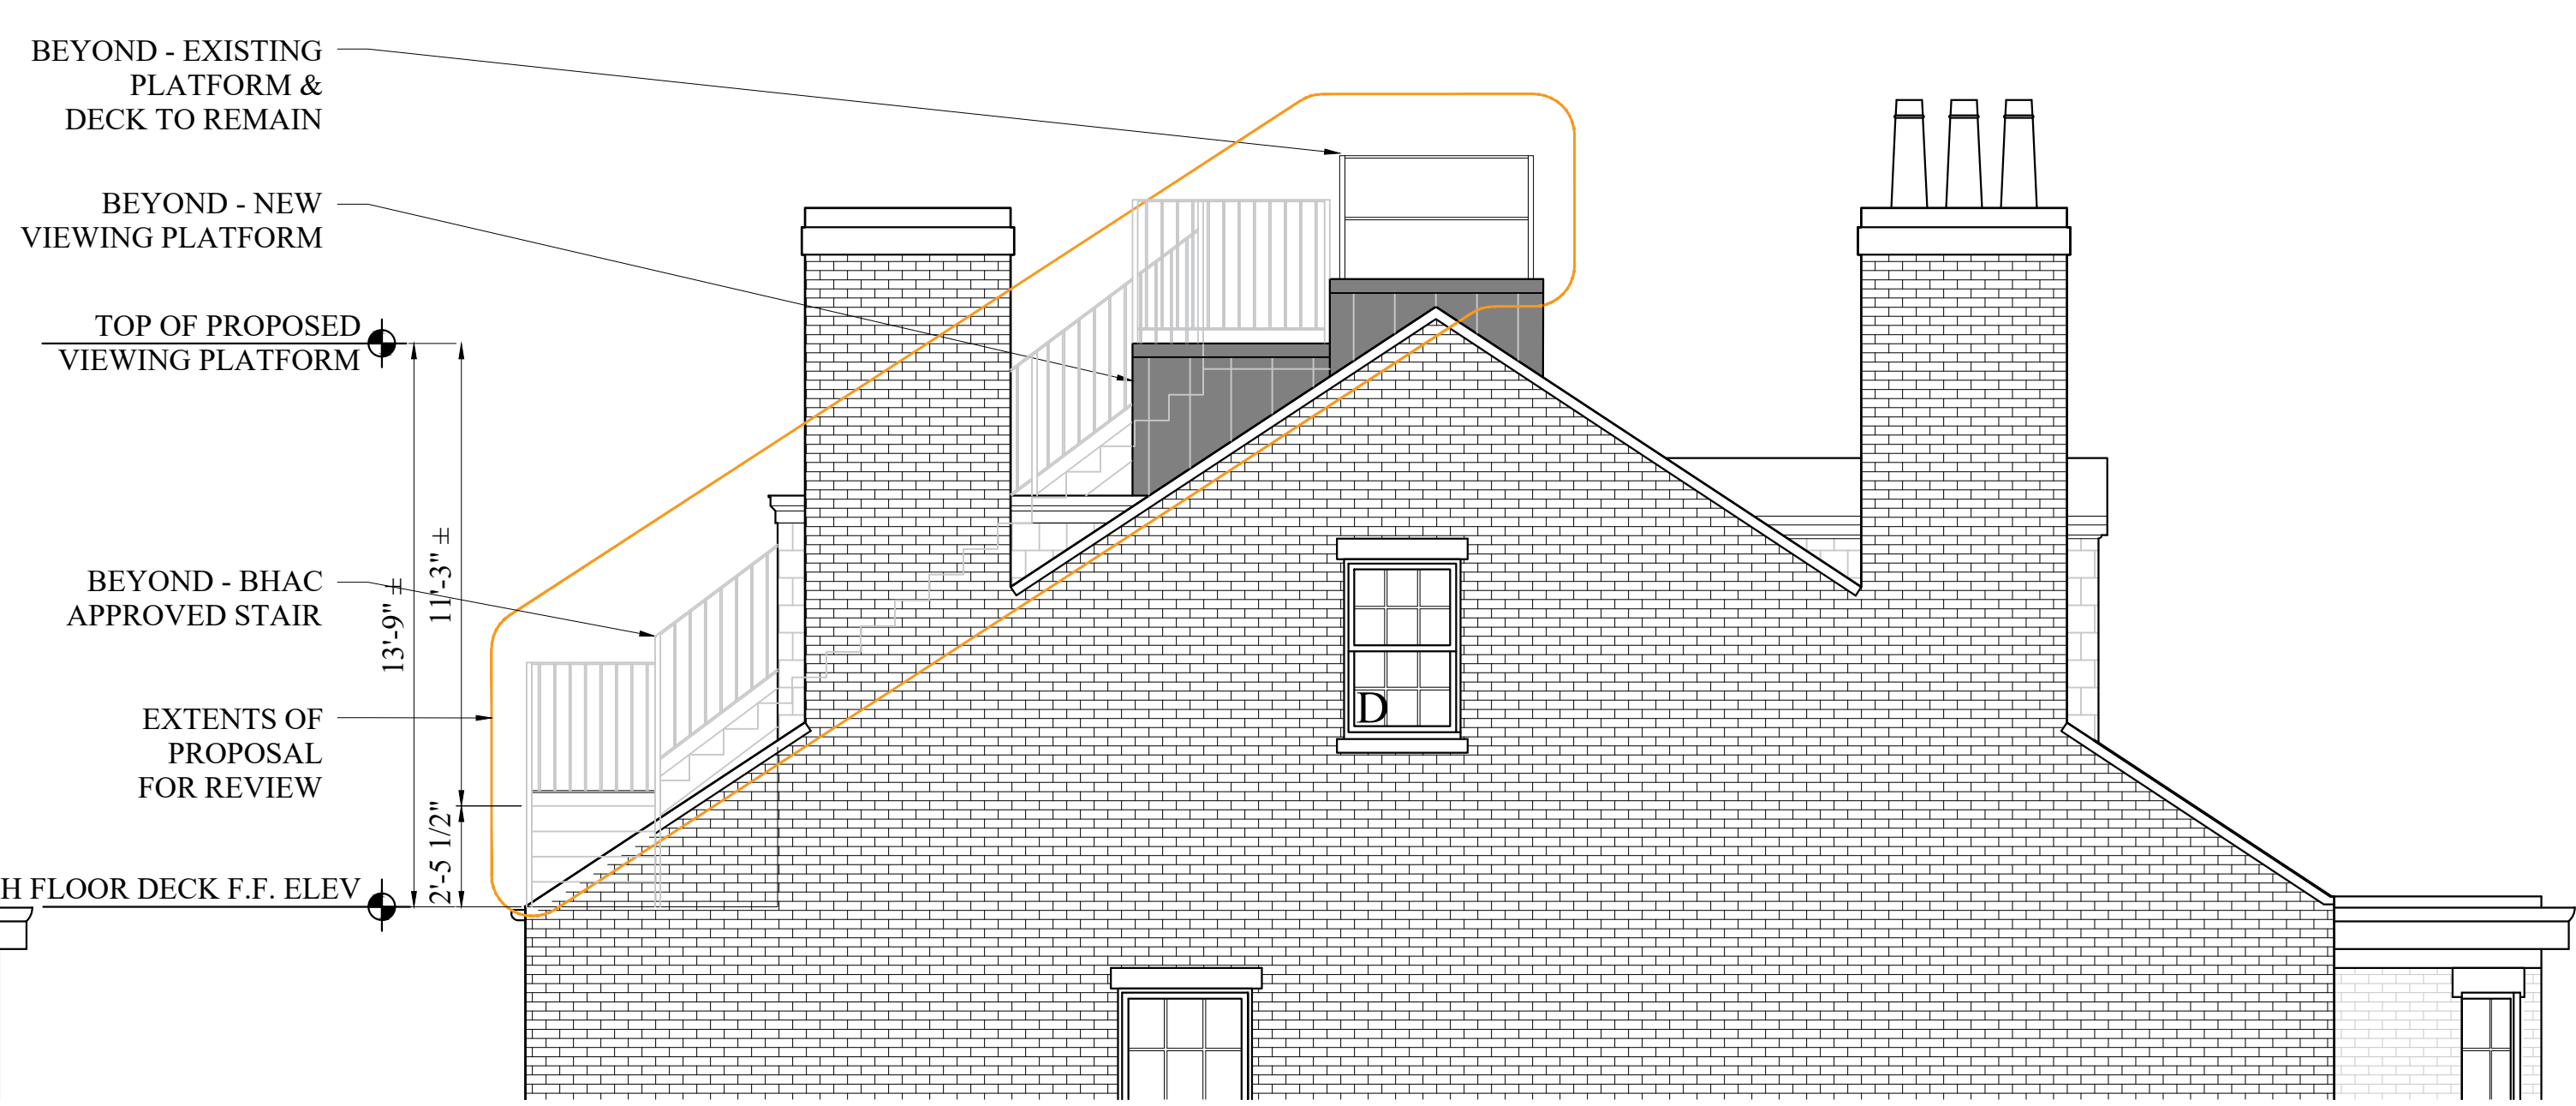 BEYOND - EXISTING
PLATFORM &
DECK TO REMAIN
BEYOND - NEW
VIEWING PLATFORM
TOP OF PROPOSED
VIEWING PLATFORM
13'-9" ±
11'-3" ±
BEYOND - BHAC
APPROVED STAIR
EXTENTS OF
PROPOSAL
FOR REVIEW
2'-5 1/2"
H FLOOR DECK F.F. ELEV
D